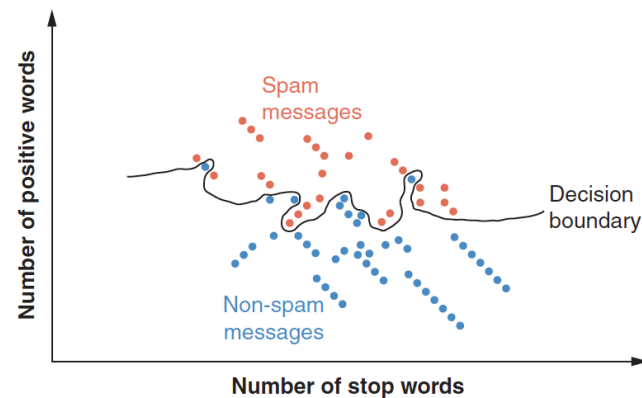 Number of positive words
Spam
messages
Decision
boundary
Non-spam
messages
Number of stop words